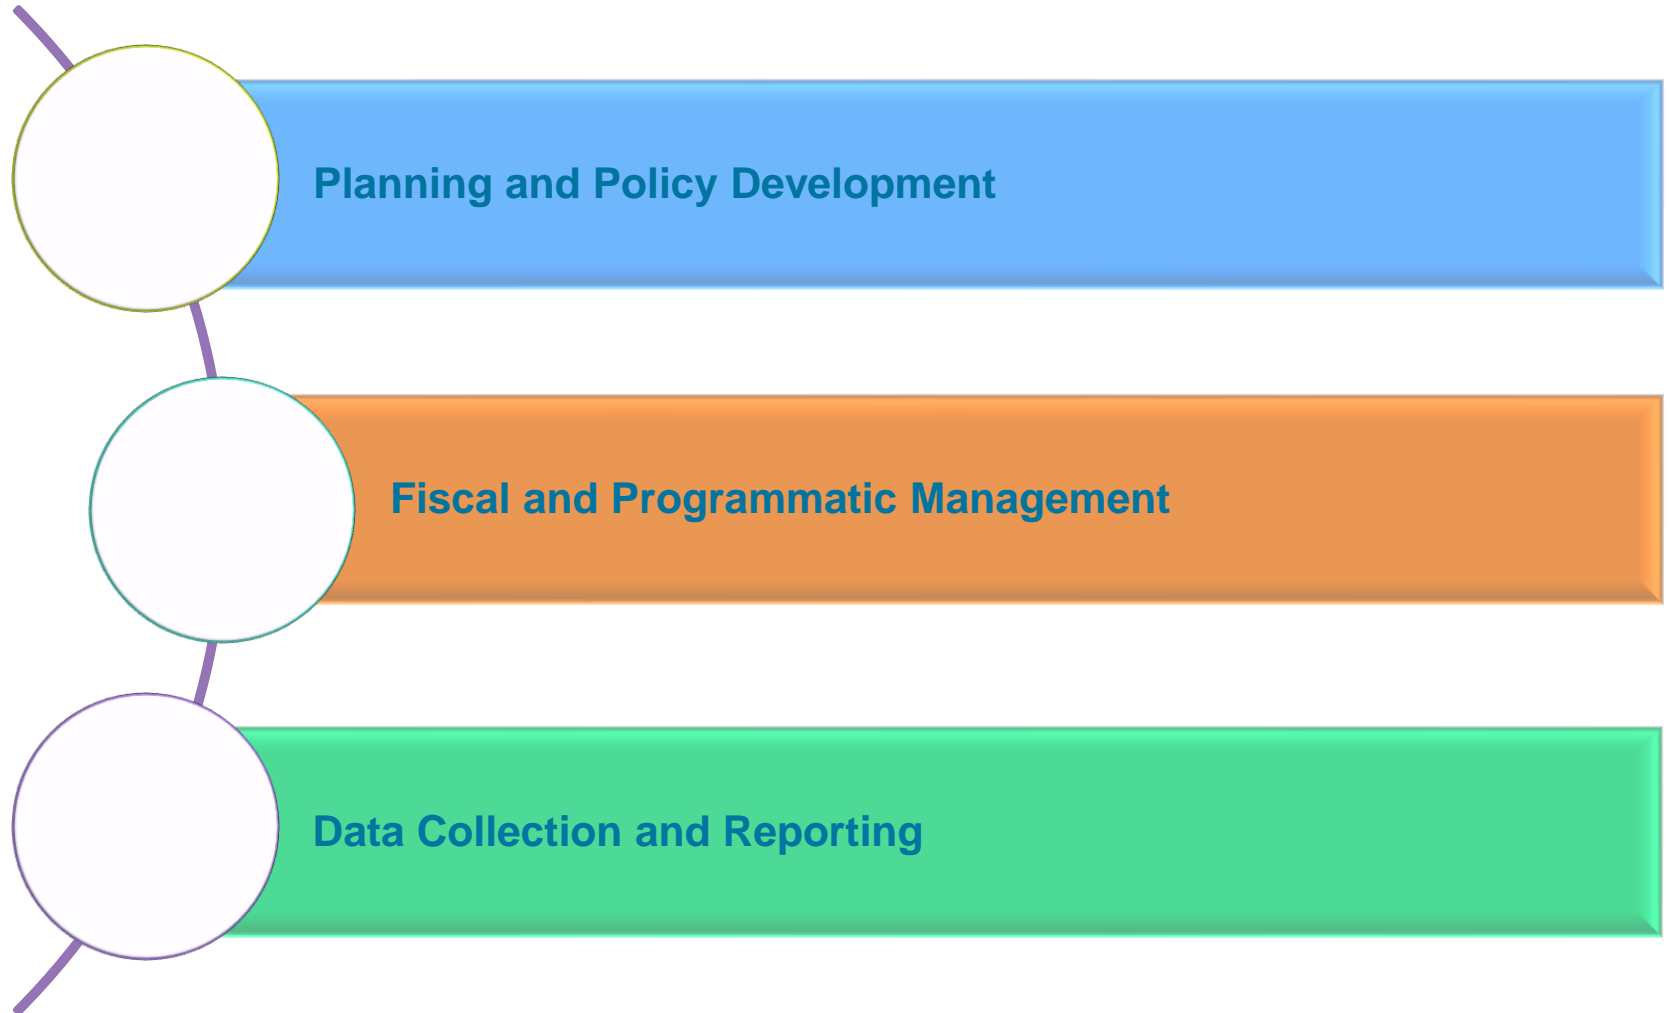 Planning and Policy Development
Fiscal and Programmatic Management
Data Collection and Reporting